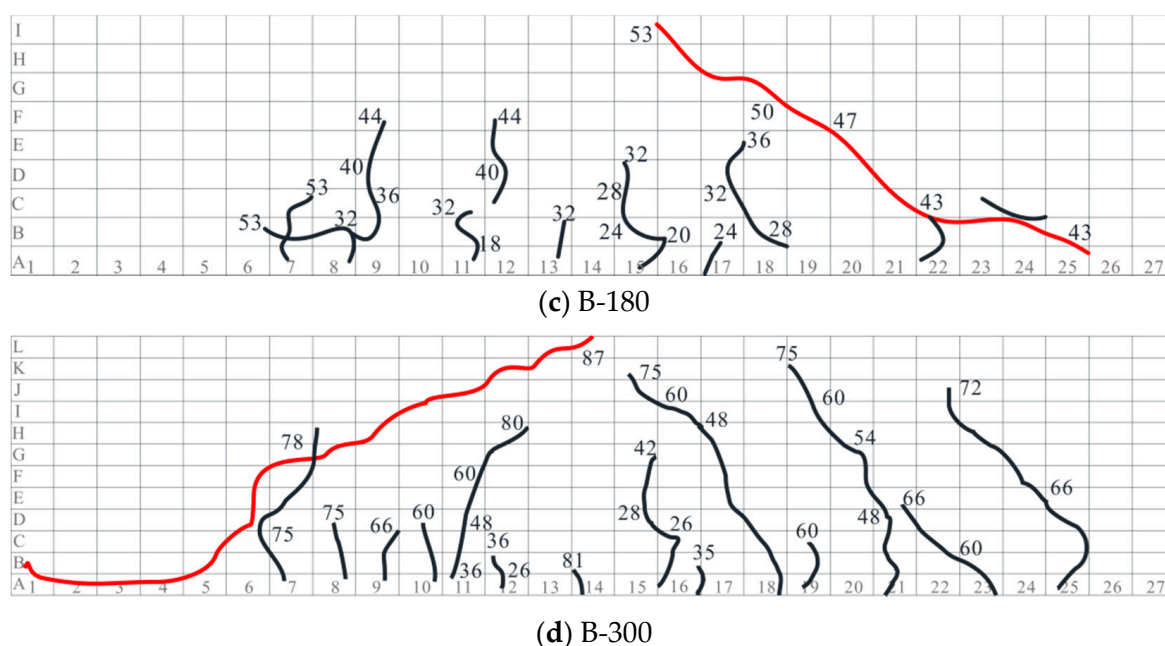 I 53
H
G
F 44 44 50 47
E 36
D 40 40 32
C 53 36 32 28 32 43
B 53 32 18 32 24 20 24 28 43
A 1 2 3 4 5 6 7 8 9 10 11 12 13 14 15 16 17 18 19 20 21 22 23 24 25 26 27
(c) B-180
L
K 87 75
J 75 72
I 60 60
H 78 80 48
G 42 54
F 60
E 66 66
D 75 66 60 48 28 26 48
C 75 36 60
B 36 26 81 35 60
A 1 2 3 4 5 6 7 8 9 10 11 12 13 14 15 16 17 18 19 20 21 22 23 24 25 26 27
(d) B-300